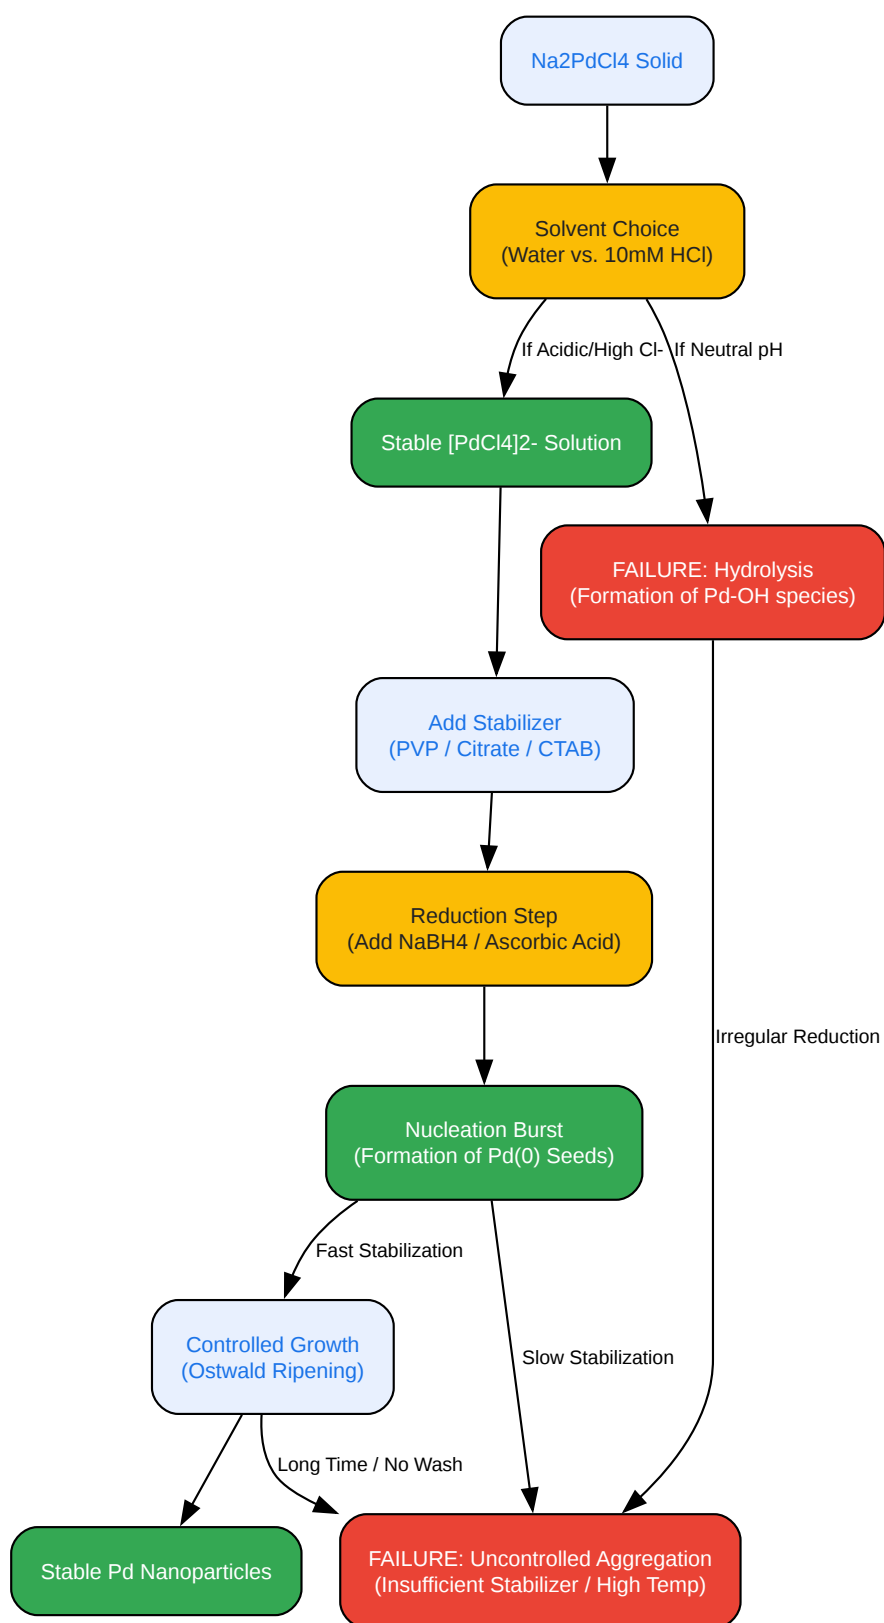 Na2PdCl4 Solid
Solvent Choice
(Water vs. 10mM HCl)
If Acidic/High Cl-
If Neutral pH
Stable [PdCl4]2- Solution
FAILURE: Hydrolysis
(Formation of Pd-OH species)
Add Stabilizer
(PVP / Citrate / CTAB)
Reduction Step
(Add NaBH4 / Ascorbic Acid)
Irregular Reduction
Nucleation Burst
(Formation of Pd(0) Seeds)
Fast Stabilization
Controlled Growth
(Ostwald Ripening)
Slow Stabilization
Long Time / No Wash
Stable Pd Nanoparticles
FAILURE: Uncontrolled Aggregation
(Insufficient Stabilizer / High Temp)